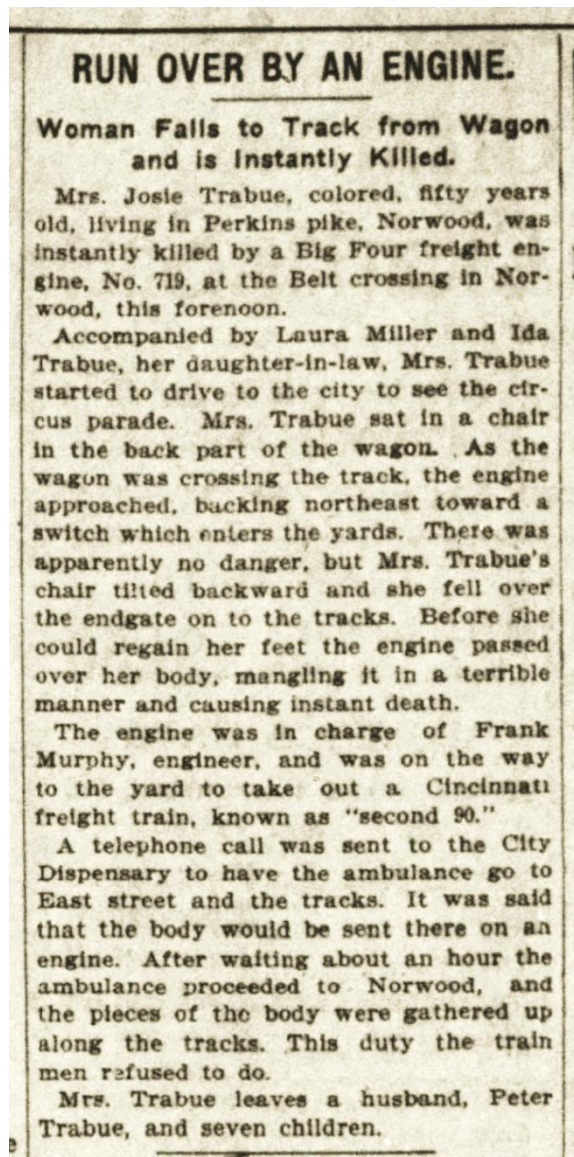 RUN OVER BY AN ENGINE.
Woman Falls to Track from Wagon
and is Instantly Killed.
Mrs. Josie Trabue, colored, fifty years
old, living in Perkins pike, Norwood, was
instantly killed by a Big Four freight en-
gine, No. 719, at the Belt crossing in Nor-
wood, this forenoon.
Accompanied by Laura Miller and Ida
Trabue, her daughter-in-law, Mrs. Trabue
started to drive to the city to see the cir-
cus parade. Mrs. Trabue sat in a chair
in the back part of the wagon. As the
wagon was crossing the track, the engine
approached, backing northeast toward a
switch which enters the yards. There was
apparently no danger, but Mrs. Trabue's
chair tilted backward and she fell over
the endgate on to the tracks. Before she
could regain her feet the engine passed
over her body, mangling it in a terrible
manner and causing instant death.
The engine was in charge of Frank
Murphy, engineer, and was on the way
to the yard to take out a Cincinnati
freight train, known as "second 90."
A telephone call was sent to the City
Dispensary to have the ambulance go to
East street and the tracks. It was said
that the body would be sent there on an
engine. After waiting about an hour the
ambulance proceeded to Norwood, and
the pieces of the body were gathered up
along the tracks. This duty the train
men refused to do.
Mrs. Trabue leaves a husband, Peter
Trabue, and seven children.